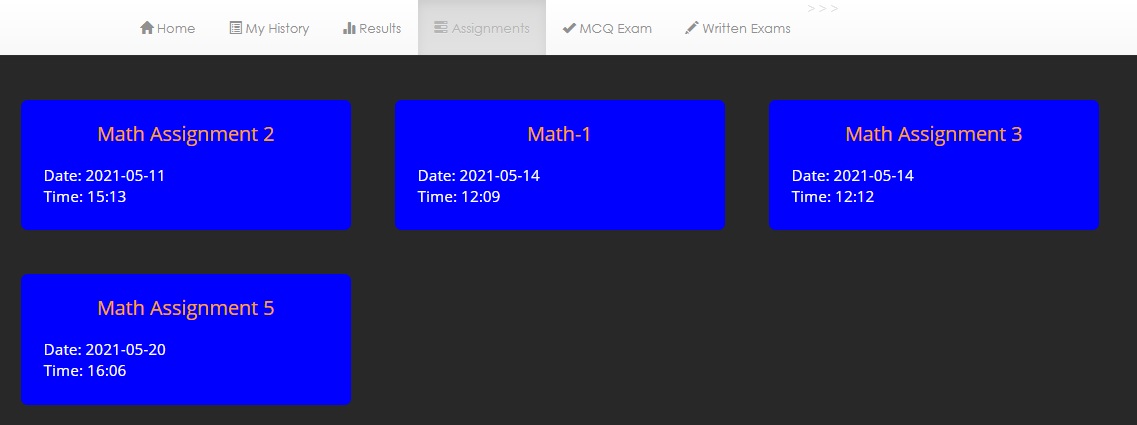 > > >
Home My History Results Assignments MCQ Exam Written Exams
Math Assignment 2
Date: 2021-05-11
Time: 15:13
Math-1
Date: 2021-05-14
Time: 12:09
Math Assignment 3
Date: 2021-05-14
Time: 12:12
Math Assignment 5
Date: 2021-05-20
Time: 16:06